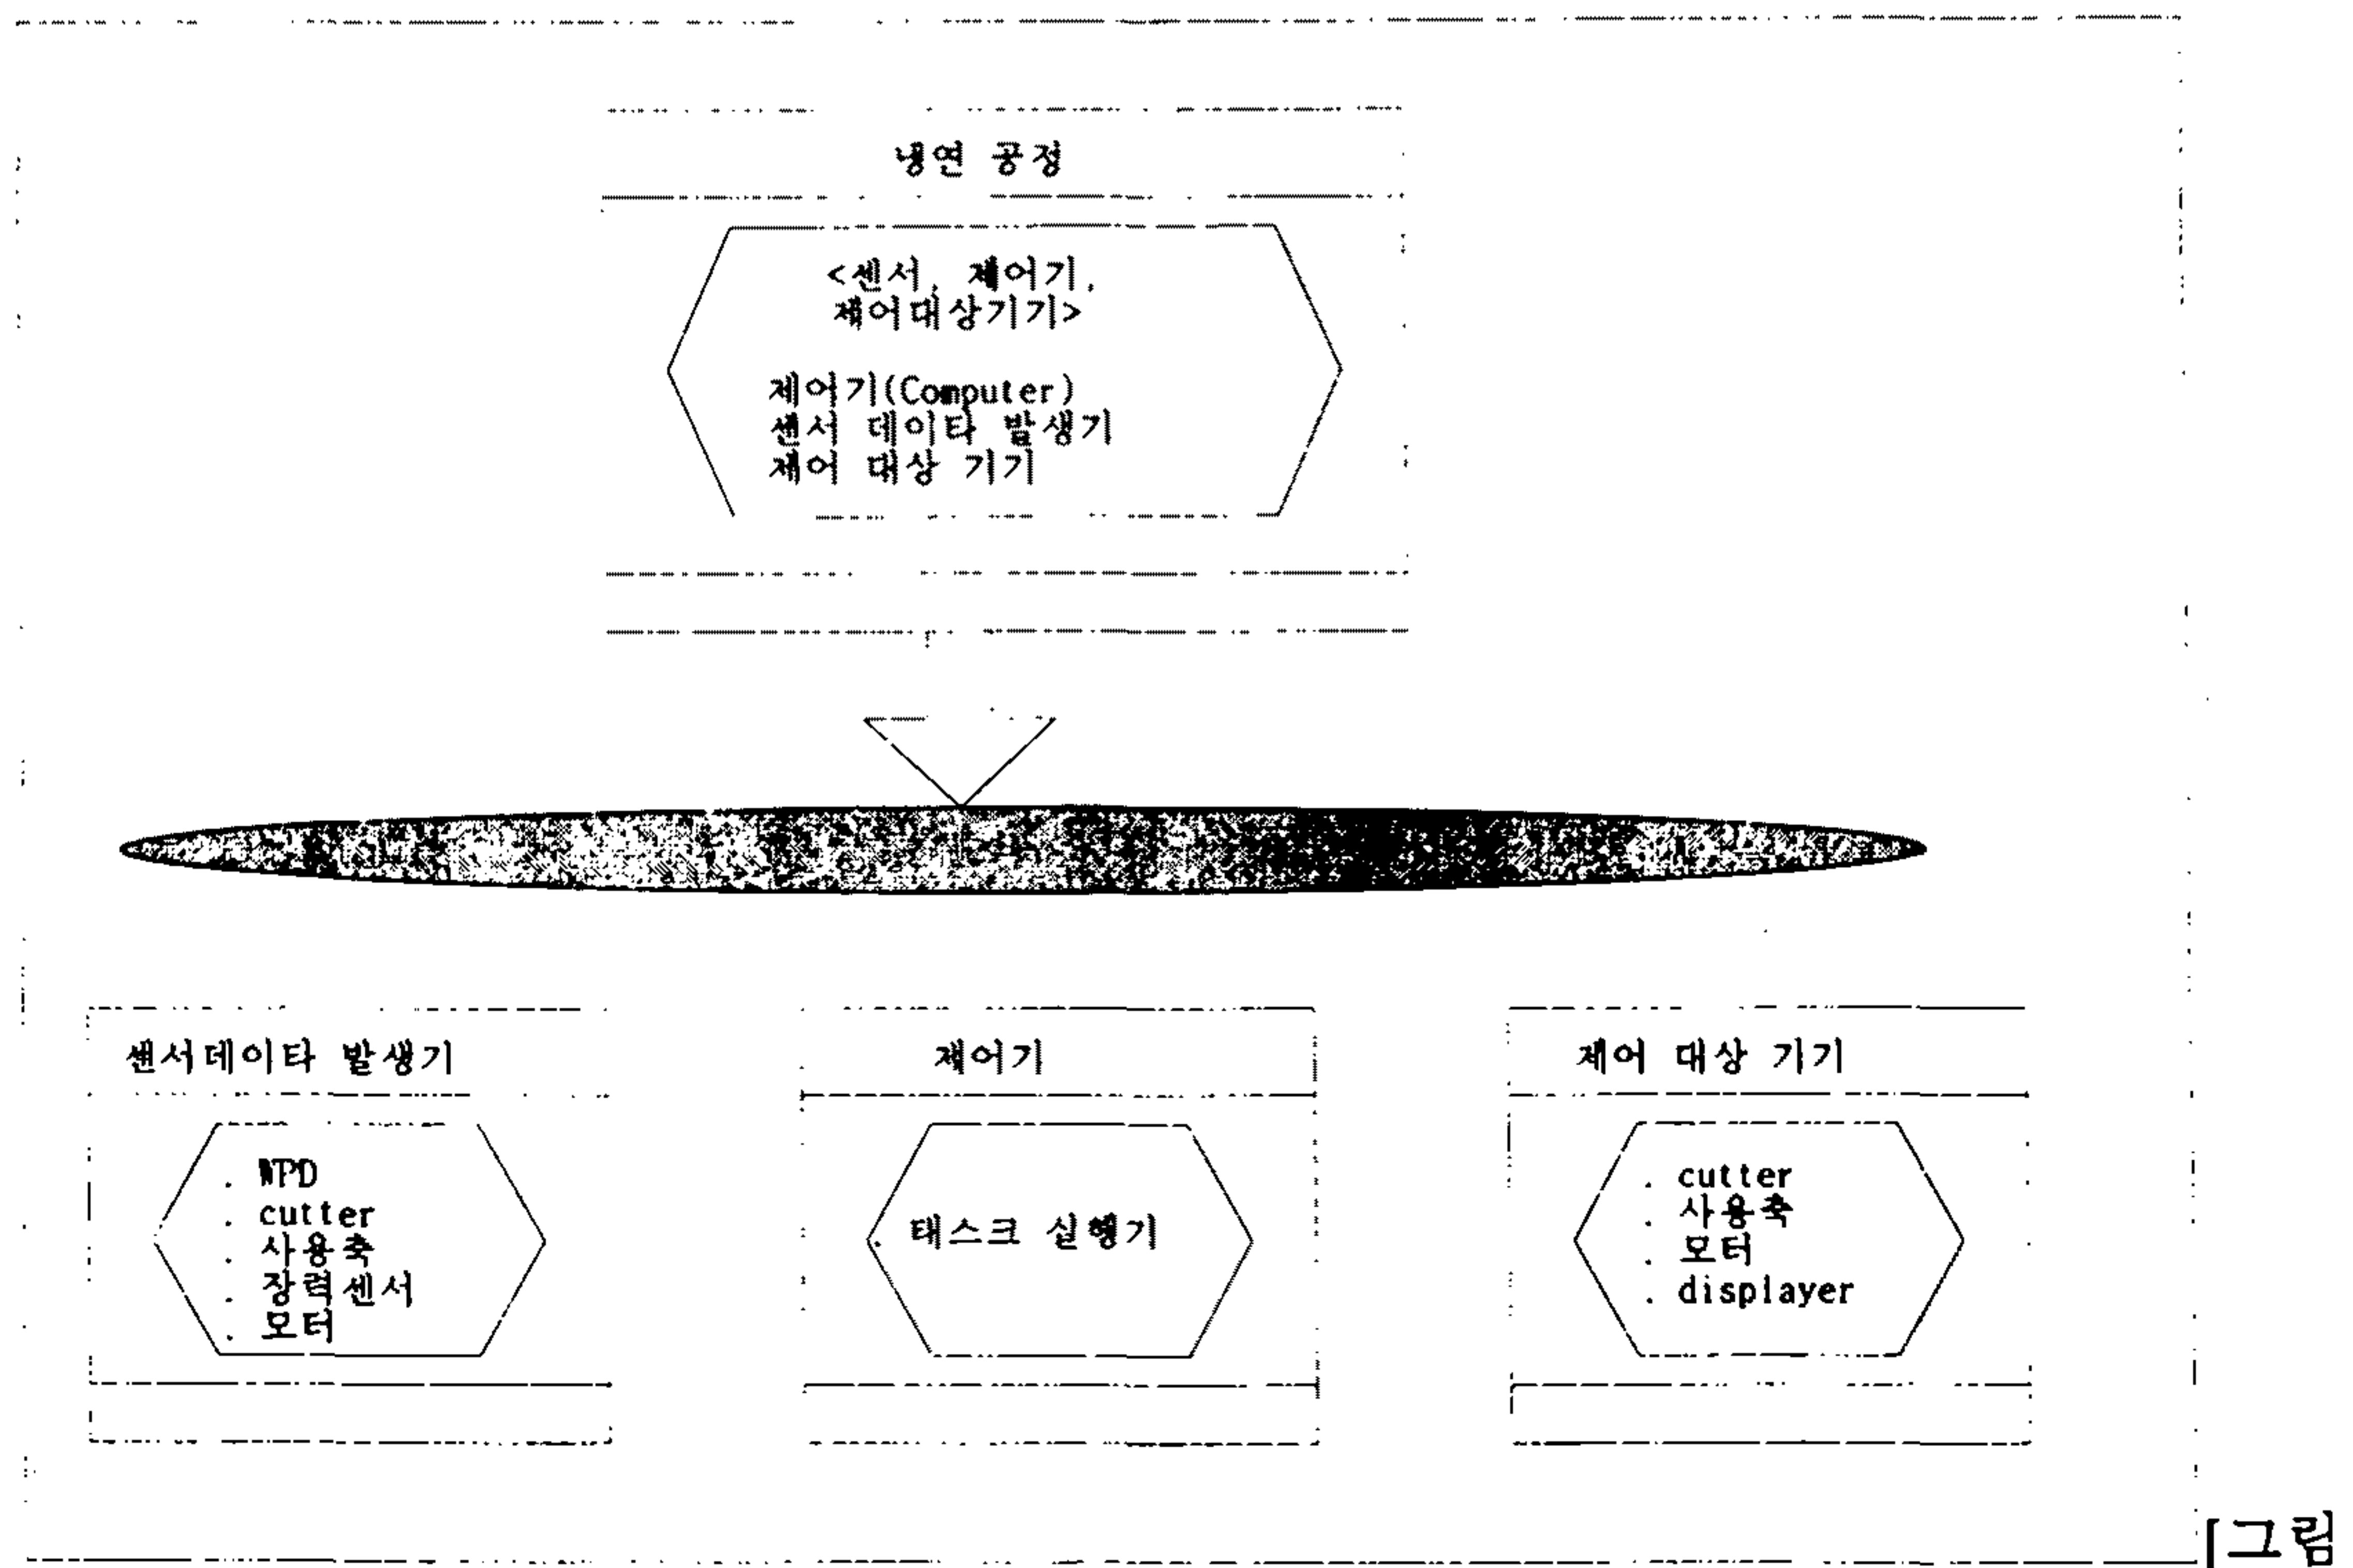 냉연 공정
<센서, 제어기,
제어대상기기>
제어기(Computer)
센서 데이타 발생기
제어 대상 기기
센서데이타 발생기
. WPD
. cutter
. 사용축
. 장력센서
. 모터
제어기
. 태스크 실행기
제어 대상 기기
. cutter
. 사용축
. 모터
. displayer
[그림